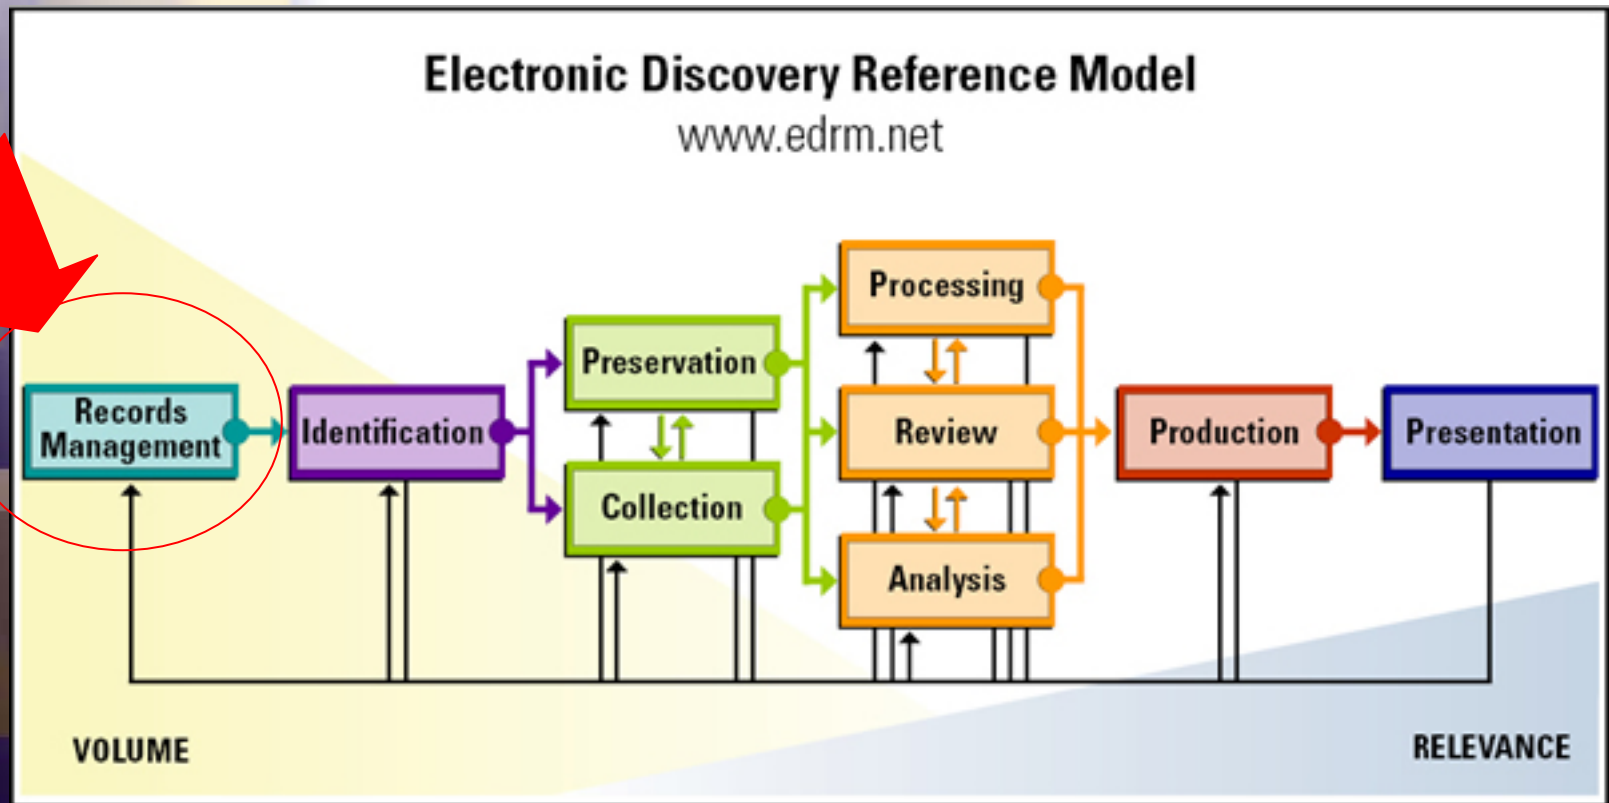 Electronic Discovery Reference Model
www.edrm.net
Records
Management
Identification
Preservation
Collection
Processing
Review
Analysis
Production
Presentation
VOLUME
RELEVANCE